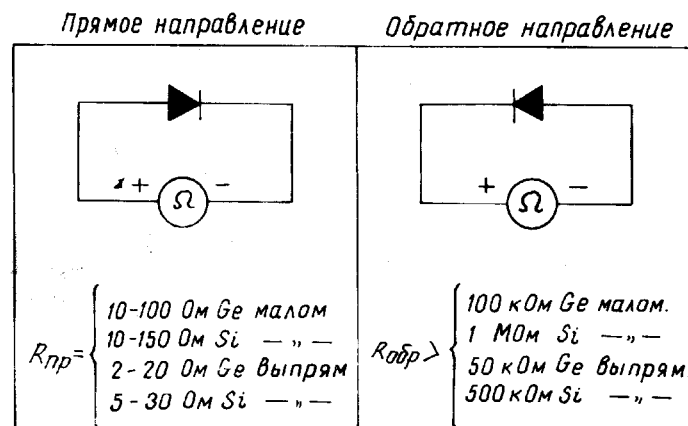 Прямое направление
Обратное направление
+ Ω -
+ Ω -
Rпр=
10-100 Ом Ge малом
10-150 Ом Si —„—
2-20 Ом Ge выпрям
5-30 Ом Si —„—
Rобр>
100 кОм Ge малом.
1 МОм Si —„—
50 кОм Ge выпрям.
500 кОм Si —„—